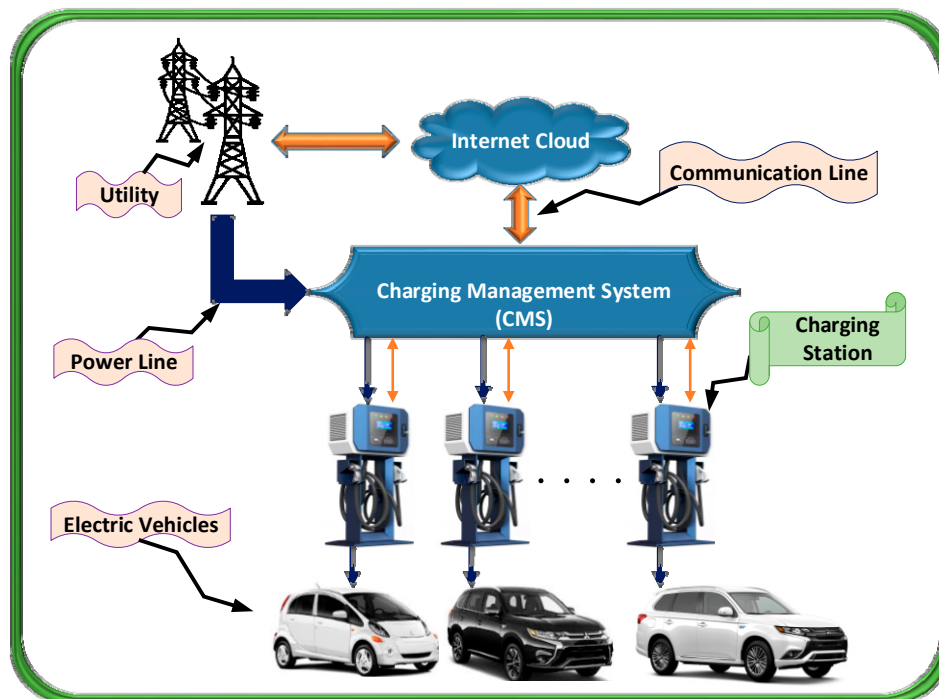 Internet Cloud
Communication Line
Utility
Charging Management System
(CMS)
Charging
Station
Power Line
Electric Vehicles